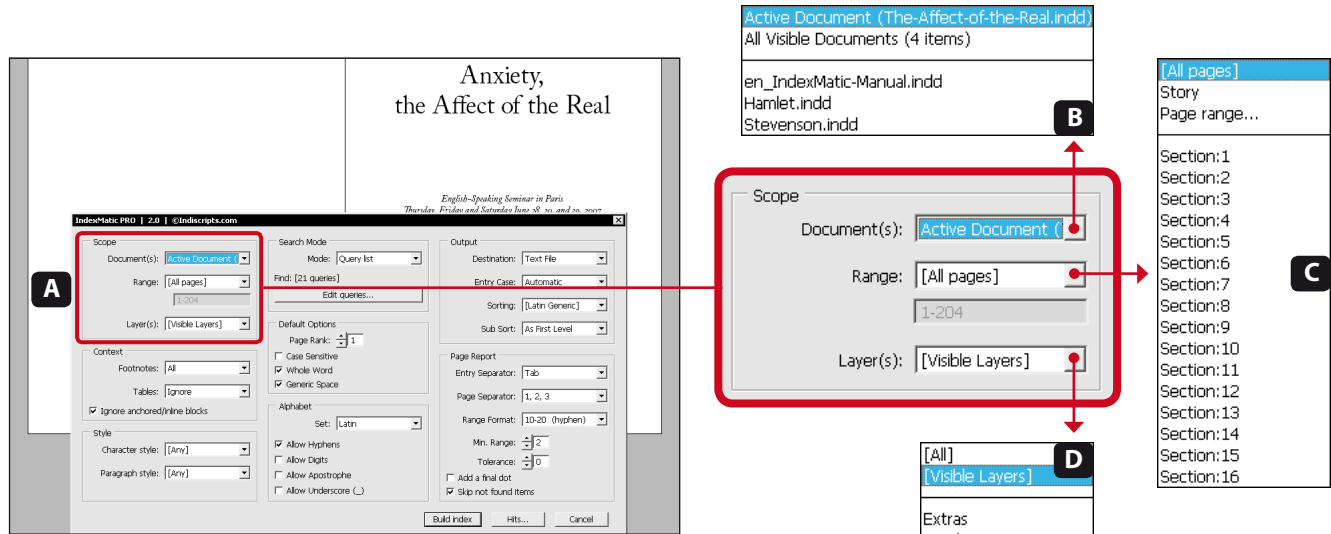 Anxiety,
the Affect of the Real
English-Speaking Seminar in Paris
Thursday, Friday and Saturday June 28, 29, and 30, 2007
IndexMatic PRO | 2.0 | ©Indiscripts.com
A
Scope
Document(s): Active Document (
Range: [All pages]
1-204
Layer(s): [Visible Layers]
Context
Footnotes: All
Tables: Ignore
Ignore anchored/inline blocks
Style
Character style: [Any]
Paragraph style: [Any]
Search Mode
Mode: Query list
Find: [21 queries]
Edit queries...
Default Options
Page Rank: 1
Case Sensitive
Whole Word
Generic Space
Alphabet
Set: Latin
Allow Hyphens
Allow Digits
Allow Apostrophe
Allow Underscore (_)
Output
Destination: Text File
Entry Case: Automatic
Sorting: [Latin Generic]
Sub Sort: As First Level
Page Report
Entry Separator: Tab
Page Separator: 1, 2, 3
Range Format: 10-20 (hyphen)
Min. Range: 2
Tolerance: 0
Add a final dot
Skip not found items
Build index
Hits...
Cancel
Active Document (The-Affect-of-the-Real.indd)
All Visible Documents (4 items)
en_IndexMatic-Manual.indd
Hamlet.indd
Stevenson.indd
B
Scope
Document(s): Active Document (
Range: [All pages]
1-204
Layer(s): [Visible Layers]
[All pages]
Story
Page range...
Section:1
Section:2
Section:3
Section:4
Section:5
Section:6
Section:7
Section:8
Section:9
Section:10
Section:11
Section:12
Section:13
Section:14
Section:15
Section:16
C
[All]
[Visible Layers]
Extras
D